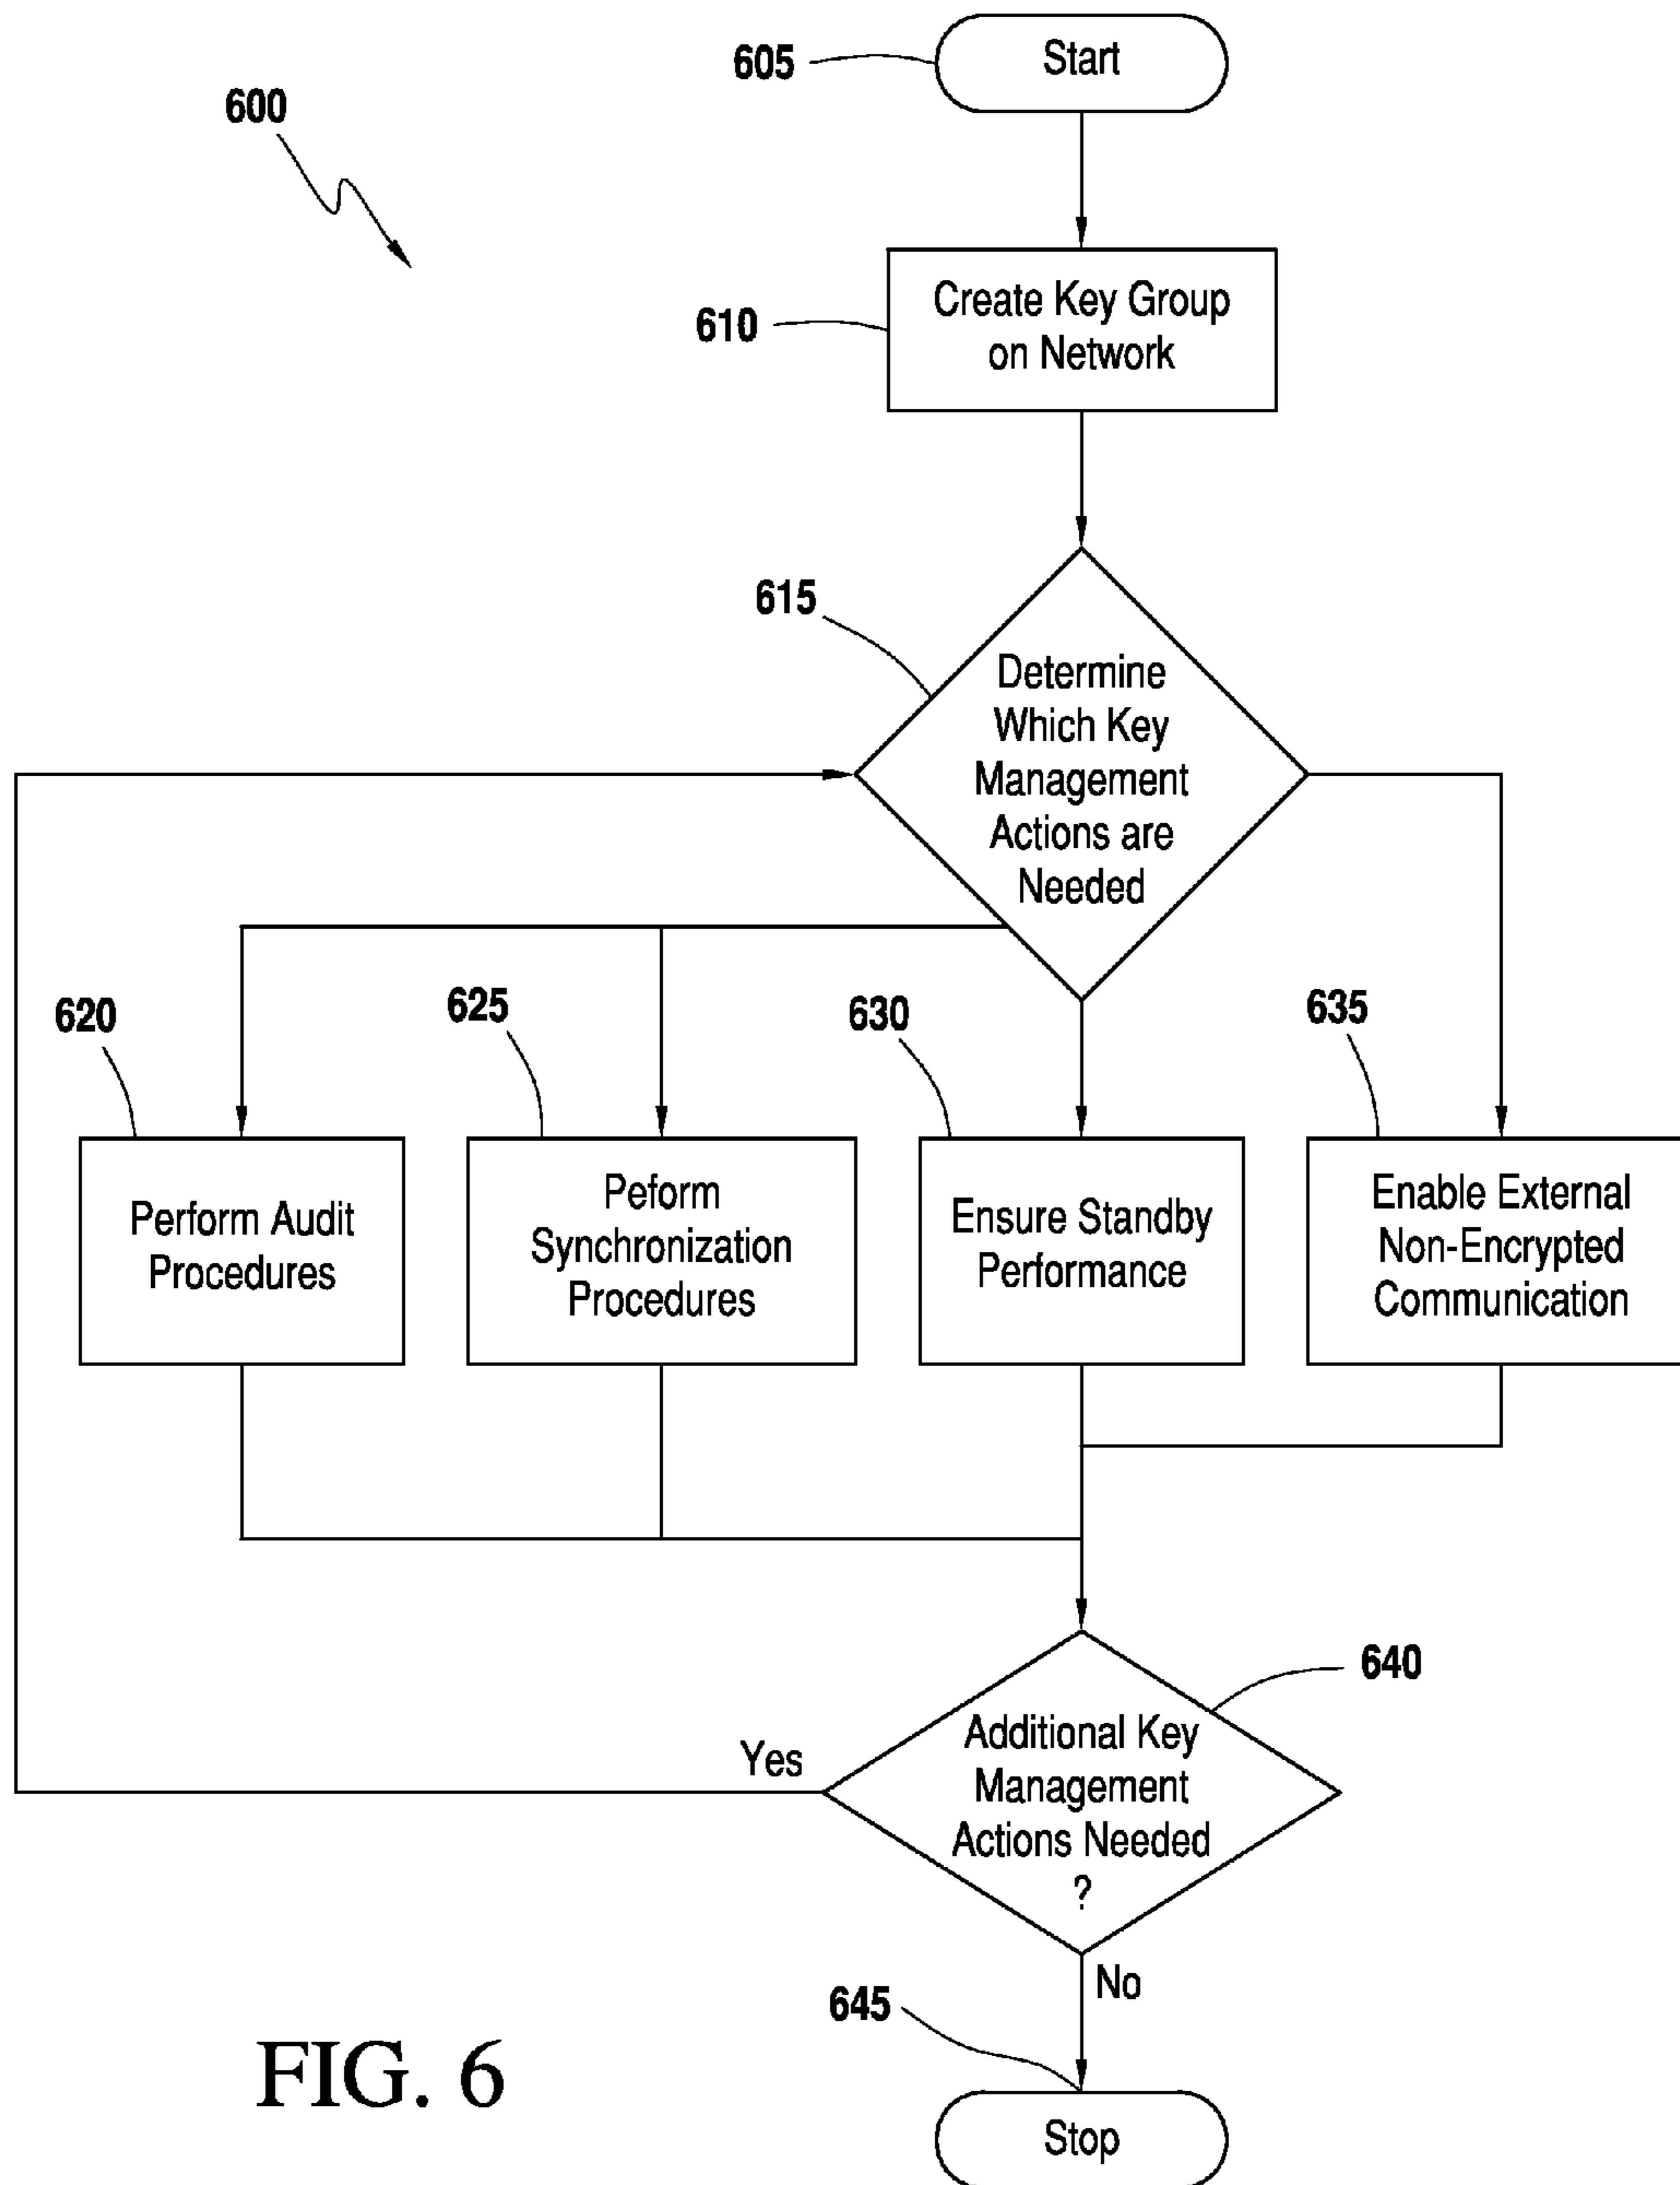 605
Start
600
610
Create Key Group
on Network
615
Determine
Which Key
Management
Actions are
Needed
620
625
630
635
Perform Audit
Procedures
Peform
Synchronization
Procedures
Ensure Standby
Performance
Enable External
Non-Encrypted
Communication
640
Yes
Additional Key
Management
Actions Needed
?
No
645
Stop
FIG. 6